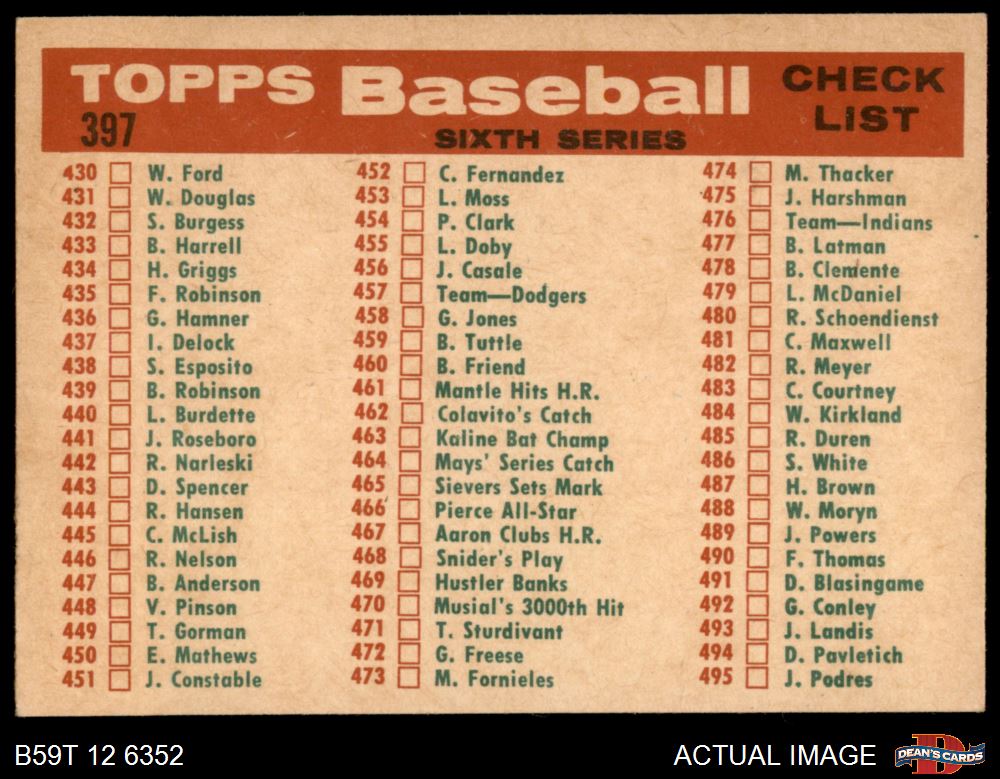 TOPPS Baseball CHECK LIST
397 SIXTH SERIES
430 W. Ford
431 W. Douglas
432 S. Burgess
433 B. Harrell
434 H. Griggs
435 F. Robinson
436 G. Hamner
437 I. Delock
438 S. Esposito
439 B. Robinson
440 L. Burdette
441 J. Roseboro
442 R. Narleski
443 D. Spencer
444 R. Hansen
445 C. McLish
446 R. Nelson
447 B. Anderson
448 V. Pinson
449 T. Gorman
450 E. Mathews
451 J. Constable
452 C. Fernandez
453 L. Moss
454 P. Clark
455 L. Doby
456 J. Casale
457 Team—Dodgers
458 G. Jones
459 B. Tuttle
460 B. Friend
461 Mantle Hits H.R.
462 Colavito's Catch
463 Kaline Bat Champ
464 Mays' Series Catch
465 Sievers Sets Mark
466 Pierce All-Star
467 Aaron Clubs H.R.
468 Snider's Play
469 Hustler Banks
470 Musial's 3000th Hit
471 T. Sturdivant
472 G. Freese
473 M. Fornieles
474 M. Thacker
475 J. Harshman
476 Team—Indians
477 B. Latman
478 B. Clemente
479 L. McDaniel
480 R. Schoendienst
481 C. Maxwell
482 R. Meyer
483 C. Courtney
484 W. Kirkland
485 R. Duren
486 S. White
487 H. Brown
488 W. Moryn
489 J. Powers
490 F. Thomas
491 D. Blasingame
492 G. Conley
493 J. Landis
494 D. Pavletich
495 J. Podres
B59T 12 6352 ACTUAL IMAGE D DEAN'S CARDS